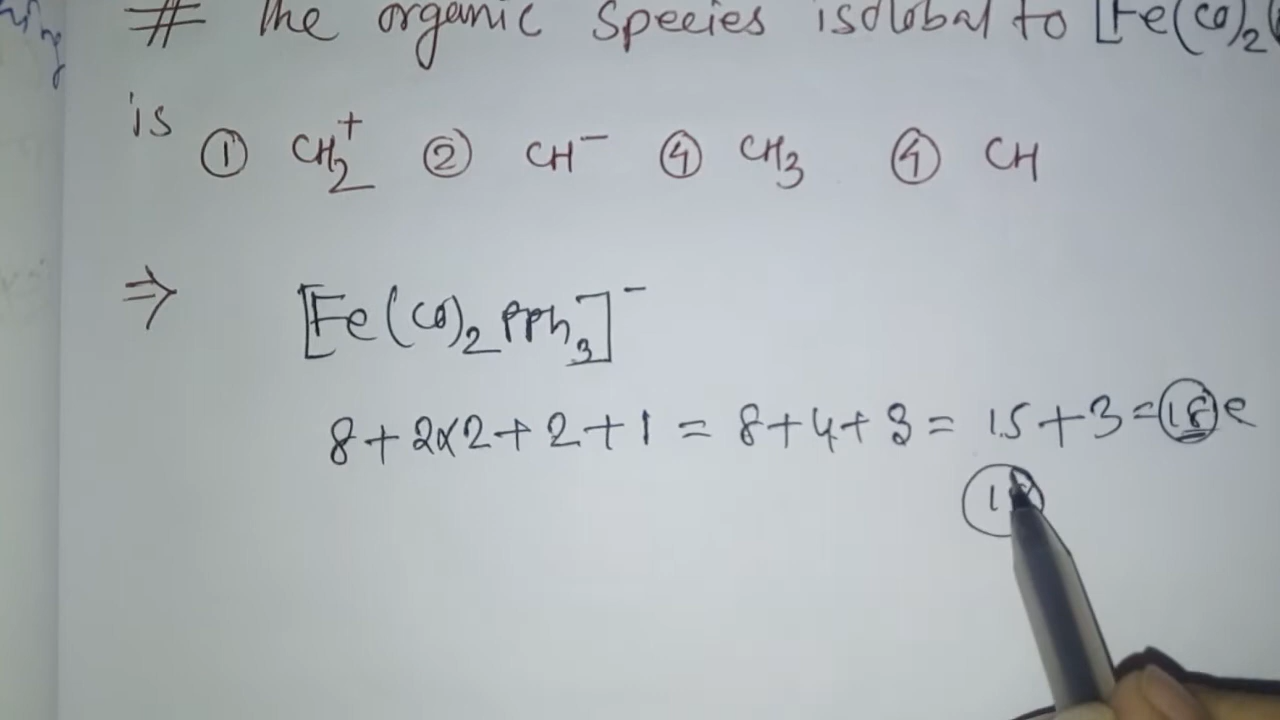 # The organic species isolobal to [Fe(CO)2(
is ① CH2+ ② CH- ④ CH3 ④ CH
⇒ [Fe(CO)2 PPh3]-
8+2×2+2+1 = 8+4+3 = 15+3=18e